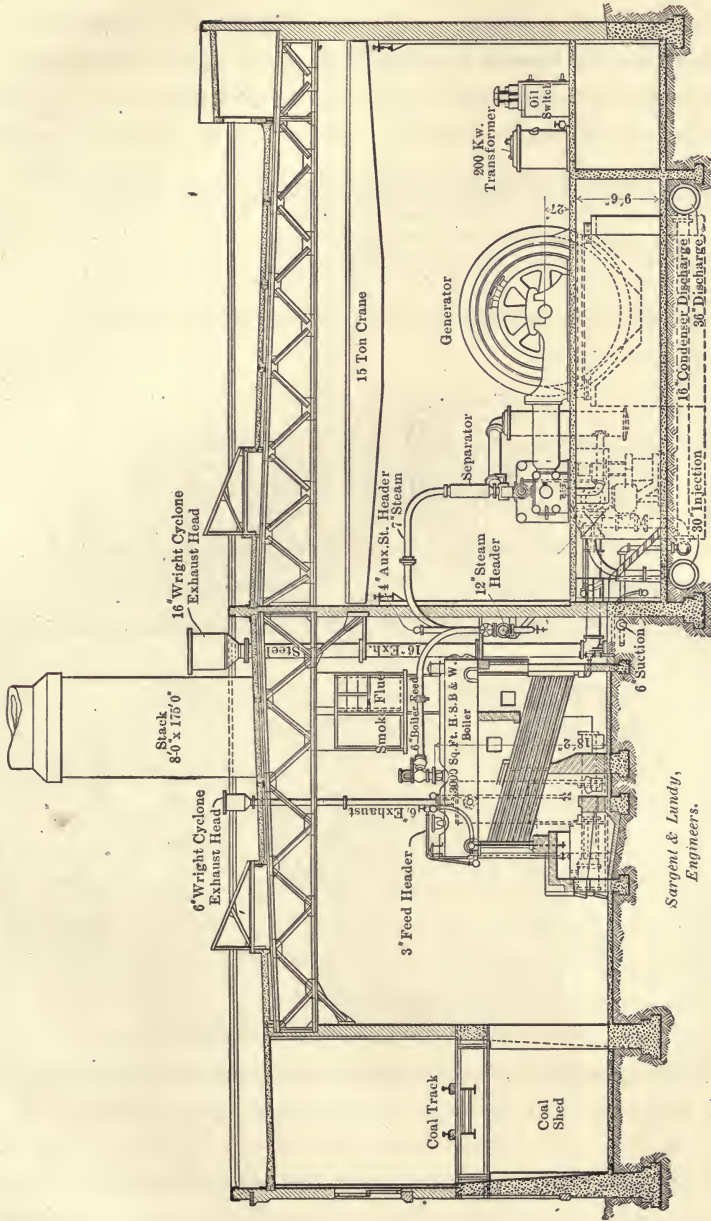 16" Wright Cyclone
Exhaust Head
Stack
8'-0" x 175'0"
6" Wright Cyclone
Exhaust Head
15 Ton Crane
200 Kw.
Transformer
Oil
Switch
Generator
Separator
4" Aux. St. Header
7" Steam
12" Steam
Header
Steel
16" Exh.
Smoke Flue
6" Boiler Feed
3000 Sq. Ft. H. S. B & W.
Boiler
6" Exhaust
3" Feed Header
27"
9'6"
16" Condenser Discharge
36" Discharge
30" Injection
6" Suction
Coal Track
Coal
Shed
Sargent & Lundy,
Engineers.